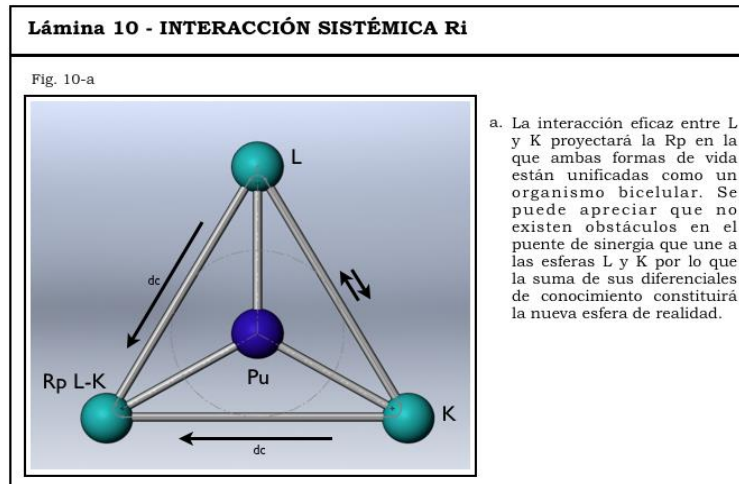 Lámina 10 - INTERACCIÓN SISTÉMICA Ri
Fig. 10-a
L
dc
Rp L-K
Pu
K
dc
a. La interacción eficaz entre L
y K proyectará la Rp en la
que ambas formas de vida
están unificadas como un
organismo bicelular. Se
puede apreciar que no
existen obstáculos en el
puente de sinergia que une a
las esferas L y K por lo que
la suma de sus diferenciales
de conocimiento constituirá
la nueva esfera de realidad.